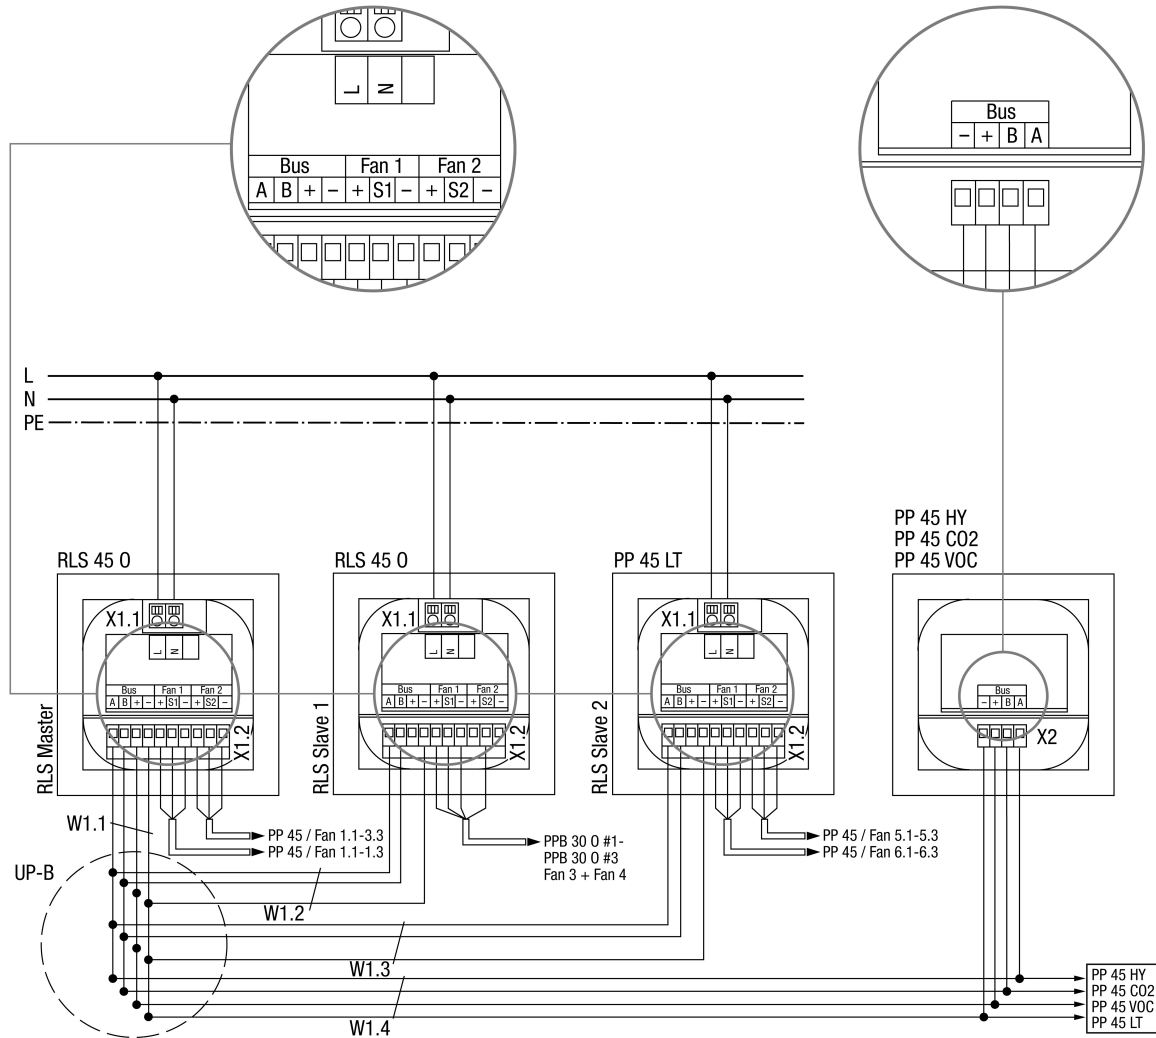 L N
Bus Fan 1 Fan 2
A B + - + S1 - + S2 -
Bus
- + B A
L
N
PE
PP 45 HY
PP 45 CO2
PP 45 VOC
RLS 45 O
RLS 45 O
PP 45 LT
X1.1
X1.1
X1.1
L N
L N
L N
Bus Fan 1 Fan 2
A B + - + S1 - + S2 -
Bus Fan 1 Fan 2
A B + - + S1 - + S2 -
Bus Fan 1 Fan 2
A B + - + S1 - + S2 -
Bus
- + B A
RLS Master
X1.2
RLS Slave 1
X1.2
RLS Slave 2
X1.2
X2
W1.1
PP 45 / Fan 1.1-3.3
PP 45 / Fan 1.1-1.3
PPB 30 O #1-
PPB 30 O #3
Fan 3 + Fan 4
PP 45 / Fan 5.1-5.3
PP 45 / Fan 6.1-6.3
UP-B
W1.2
W1.3
W1.4
PP 45 HY
PP 45 CO2
PP 45 VOC
PP 45 LT